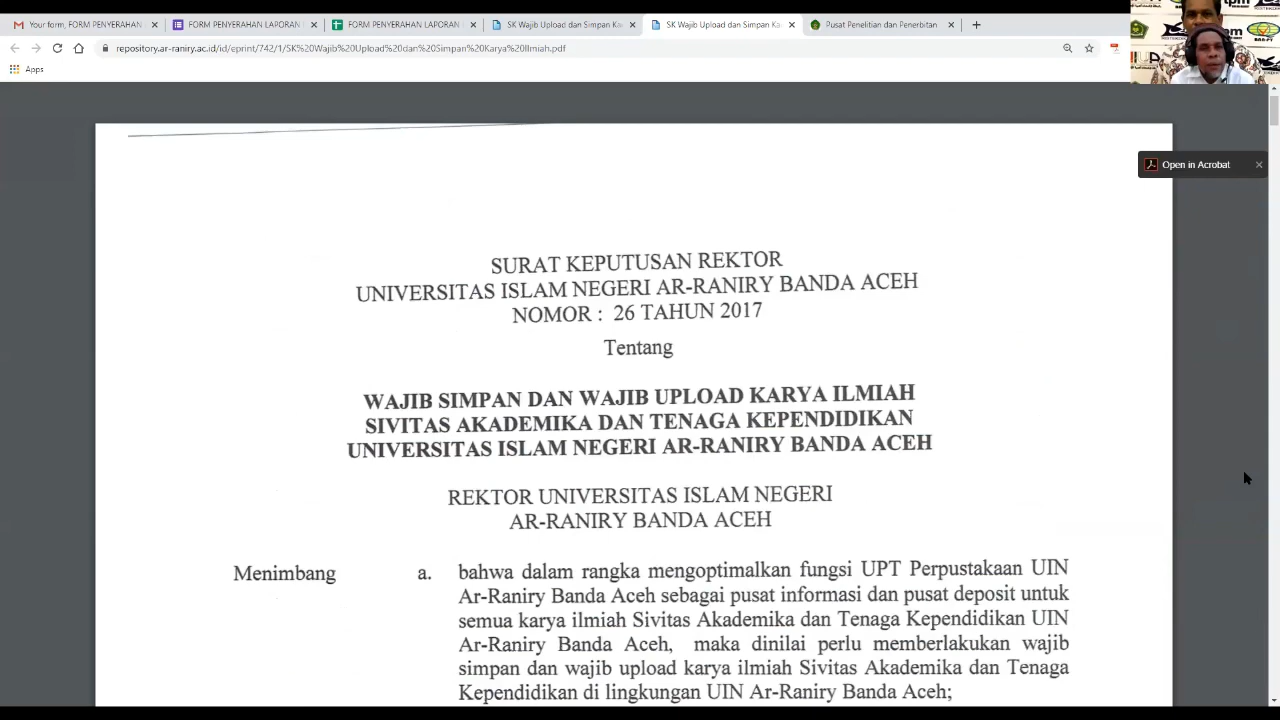 Your form, FORM PENYERAHAN
FORM PENYERAHAN LAPORAN
FORM PENYERAHAN LAPORAN
SK Wajib Upload dan Simpan Ka
SK Wajib Upload dan Simpan Ka
Pusat Penelitian dan Penerbitan
repository.ar-raniry.ac.id/id/eprint/742/1/SK%20Wajib%20Upload%20dan%20Simpan%20Karya%20Ilmiah.pdf
Apps
Open in Acrobat
SURAT KEPUTUSAN REKTOR
UNIVERSITAS ISLAM NEGERI AR-RANIRY BANDA ACEH
NOMOR : 26 TAHUN 2017
Tentang
WAJIB SIMPAN DAN WAJIB UPLOAD KARYA ILMIAH
SIVITAS AKADEMIKA DAN TENAGA KEPENDIDIKAN
UNIVERSITAS ISLAM NEGERI AR-RANIRY BANDA ACEH
REKTOR UNIVERSITAS ISLAM NEGERI
AR-RANIRY BANDA ACEH
Menimbang a. bahwa dalam rangka mengoptimalkan fungsi UPT Perpustakaan UIN
Ar-Raniry Banda Aceh sebagai pusat informasi dan pusat deposit untuk
semua karya ilmiah Sivitas Akademika dan Tenaga Kependidikan UIN
Ar-Raniry Banda Aceh, maka dinilai perlu memberlakukan wajib
simpan dan wajib upload karya ilmiah Sivitas Akademika dan Tenaga
Kependidikan di lingkungan UIN Ar-Raniry Banda Aceh;